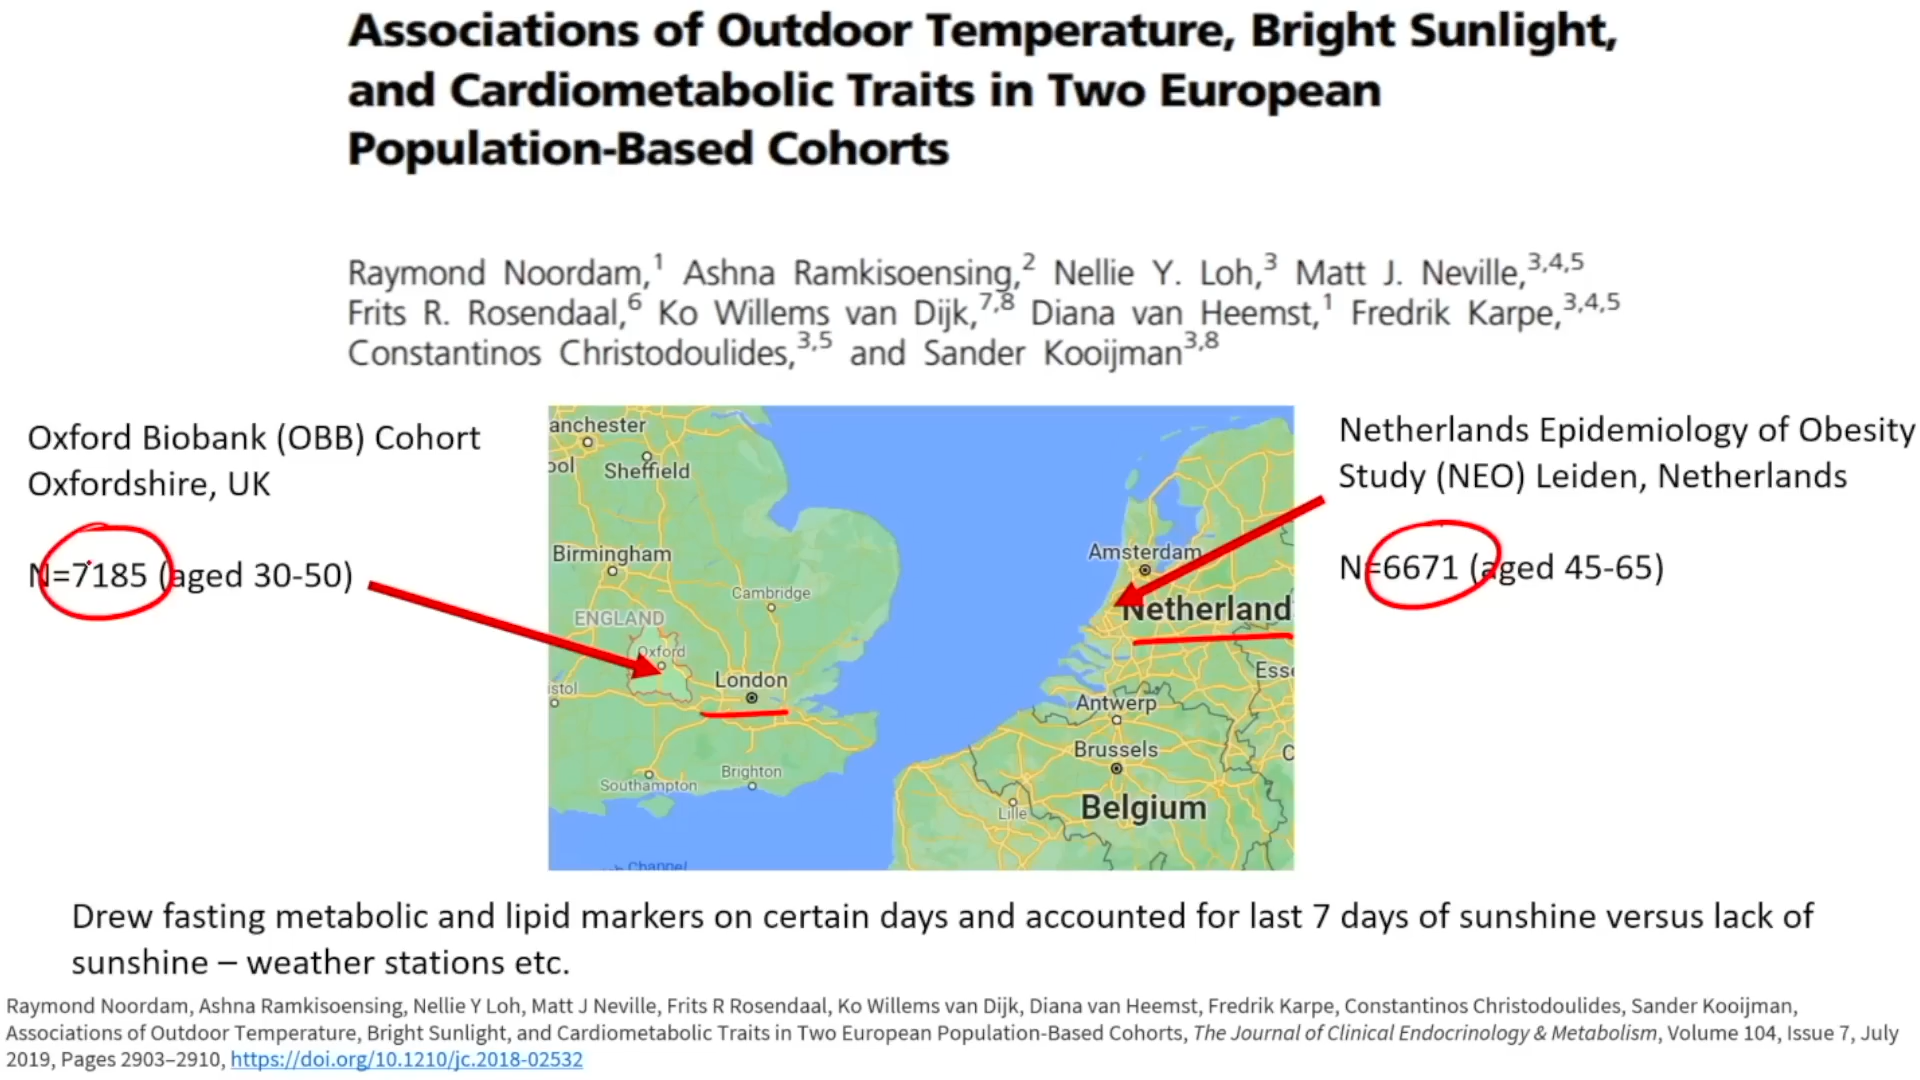 Associations of Outdoor Temperature, Bright Sunlight,
and Cardiometabolic Traits in Two European
Population-Based Cohorts
Raymond Noordam,1 Ashna Ramkisoensing,2 Nellie Y. Loh,3 Matt J. Neville,3,4,5
Frits R. Rosendaal,6 Ko Willems van Dijk,7,8 Diana van Heemst,1 Fredrik Karpe,3,4,5
Constantinos Christodoulides,3,5 and Sander Kooijman3,8
Oxford Biobank (OBB) Cohort
Oxfordshire, UK
N=7185 (aged 30-50)
anchester
ool
Sheffield
Birmingham
Cambridge
ENGLAND
Oxford
istol
London
Southampton
Brighton
Channel
Amsterdam
Netherland
Esse
Antwerp
Brussels
C
Lille
Belgium
Netherlands Epidemiology of Obesity
Study (NEO) Leiden, Netherlands
N=6671 (aged 45-65)
Drew fasting metabolic and lipid markers on certain days and accounted for last 7 days of sunshine versus lack of
sunshine – weather stations etc.
Raymond Noordam, Ashna Ramkisoensing, Nellie Y Loh, Matt J Neville, Frits R Rosendaal, Ko Willems van Dijk, Diana van Heemst, Fredrik Karpe, Constantinos Christodoulides, Sander Kooijman,
Associations of Outdoor Temperature, Bright Sunlight, and Cardiometabolic Traits in Two European Population-Based Cohorts, The Journal of Clinical Endocrinology & Metabolism, Volume 104, Issue 7, July
2019, Pages 2903–2910, https://doi.org/10.1210/jc.2018-02532